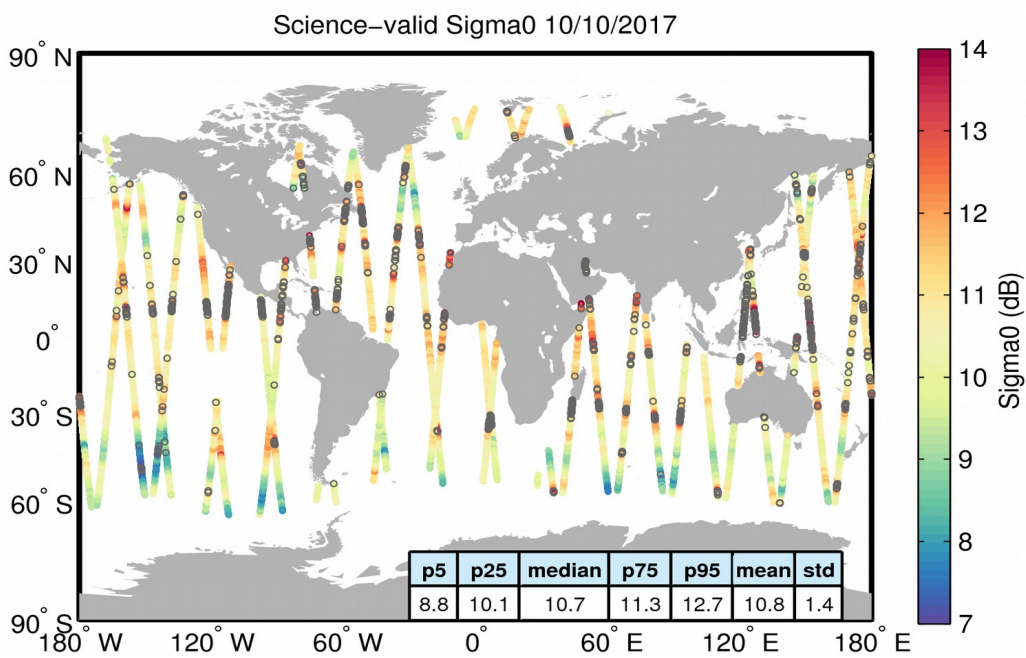 Science−valid Sigma0 10/10/2017
90° N
60° N
30° N
0°
30° S
60° S
90° S
180° W 120° W 60° W 0° 60° E 120° E 180° E
p5 p25 median p75 p95 mean std
8.8 10.1 10.7 11.3 12.7 10.8 1.4
14
13
12
11
10
9
8
7
Sigma0 (dB)